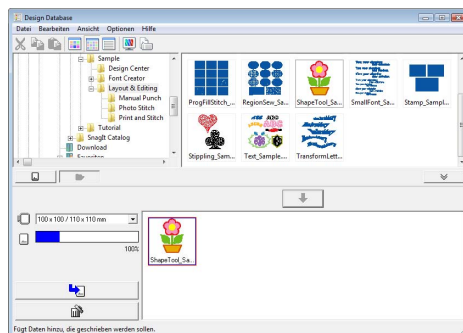 Design Database
Datei Bearbeiten Ansicht Optionen Hilfe
Sample
Design Center
Font Creator
Layout & Editing
Manual Punch
Photo Stitch
Print and Stitch
Tutorial
SnagIt Catalog
Download
Favoriten
ProgFillStitch_... RegionSew_Sa... ShapeTool_Sa... SmallFont_Sa... Stamp_Sampl...
Stippling_Sam... Text_Sample.... TransformLett...
100 x 100 / 110 x 110 mm
100%
ShapeTool_Sa...
Fügt Daten hinzu, die geschrieben werden sollen.